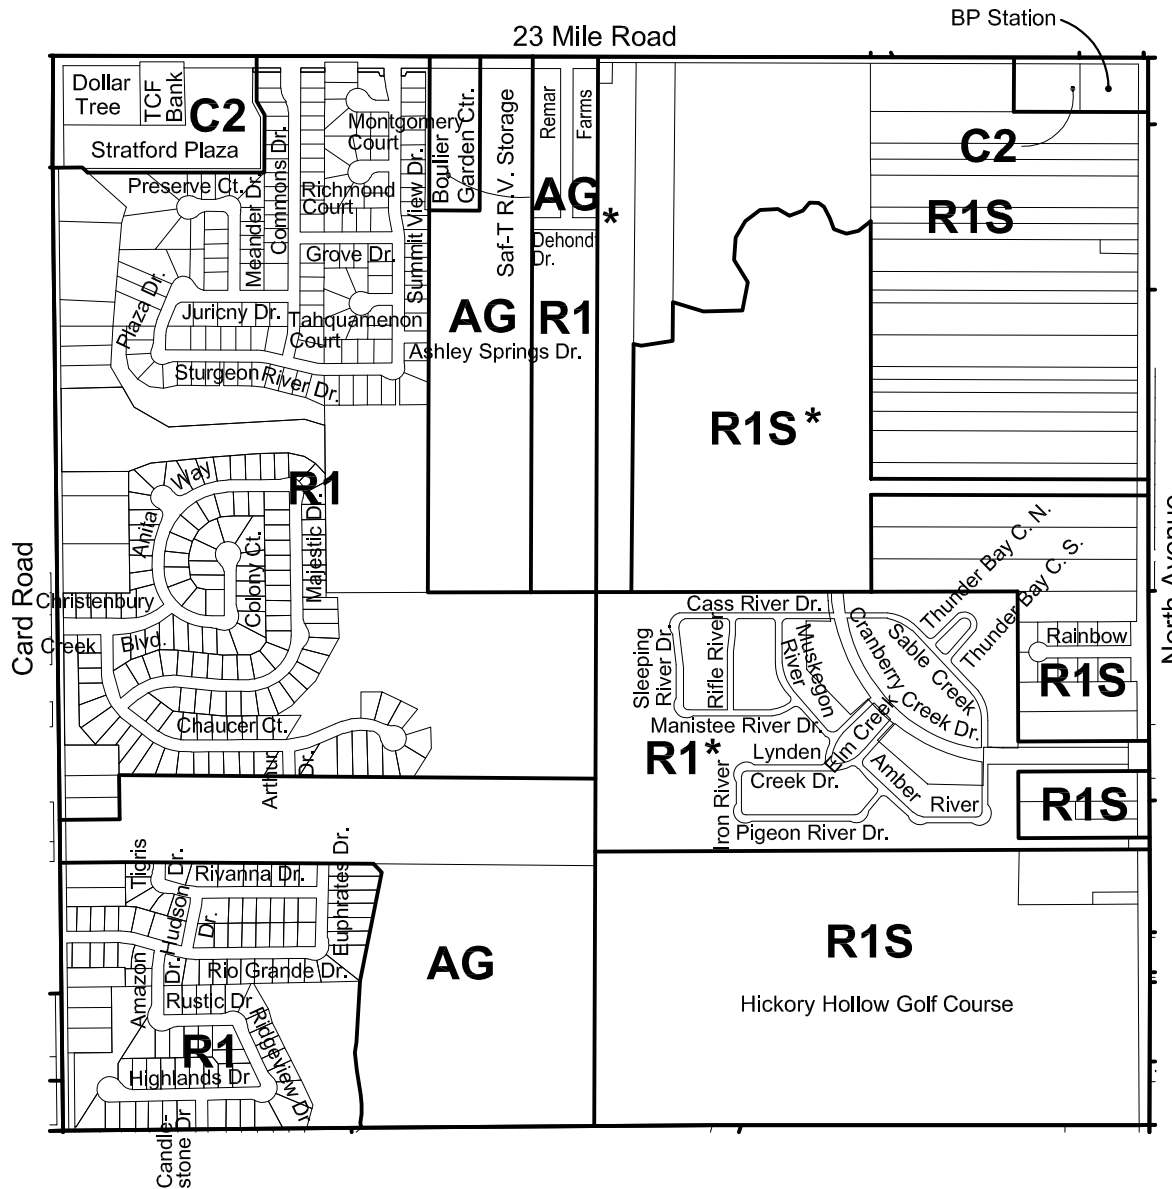 BP Station
23 Mile Road
Dollar
Tree
TCF
Bank
C2
Stratford Plaza
Preserve Ct.
Meander Dr.
Commons Dr.
Montgomery
Court
Richmond
Court
Grove Dr.
Summit View Dr.
Boulier
Garden Ctr.
Saf-T R.V. Storage
Remar
Farms
AG
*
Dehondt
Dr.
C2
R1S
Plaza Dr.
Juricny Dr.
Tahquamenon
Court
Sturgeon River Dr.
AG
R1
Ashley Springs Dr.
R1S *
Anita Way
R1
Colony Ct.
Majestic Dr.
Card Road
North Avenue
Christenbury
Creek Blvd.
Chaucer Ct.
Arthur Dr.
Cass River Dr.
Sleeping
River Dr.
Rifle River
Muskegon
River
Cranberry Creek Dr.
Sable Creek
Thunder Bay C. N.
Thunder Bay C. S.
Rainbow
R1S
Manistee River Dr.
R1*
Lynden
Creek Dr.
Elm Creek
Amber
River
Iron River
Pigeon River Dr.
R1S
Tigris Dr.
Rivanna Dr.
Euphrates Dr.
Hudson Dr.
Amazon Dr.
Rio Grande Dr.
Rustic Dr
Ridgeview Dr
R1
Highlands Dr
Candle-
stone Dr
AG
R1S
Hickory Hollow Golf Course